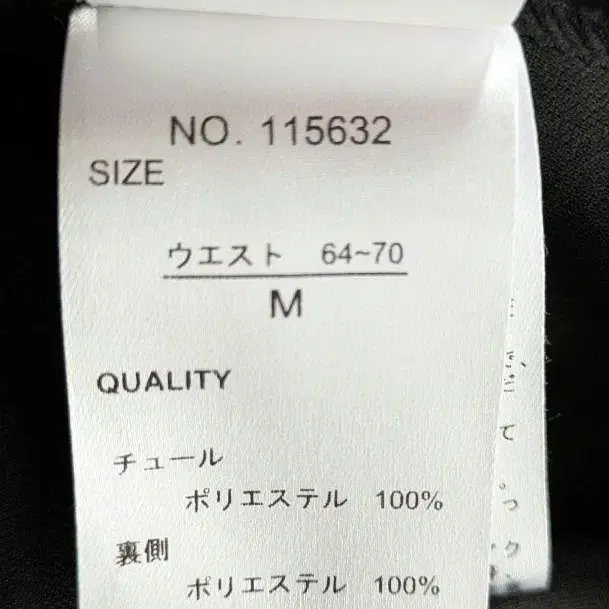 NO. 115632
SIZE
ウエスト 64~70
M
QUALITY
チュール
ポリエステル 100%
裏側
ポリエステル 100%